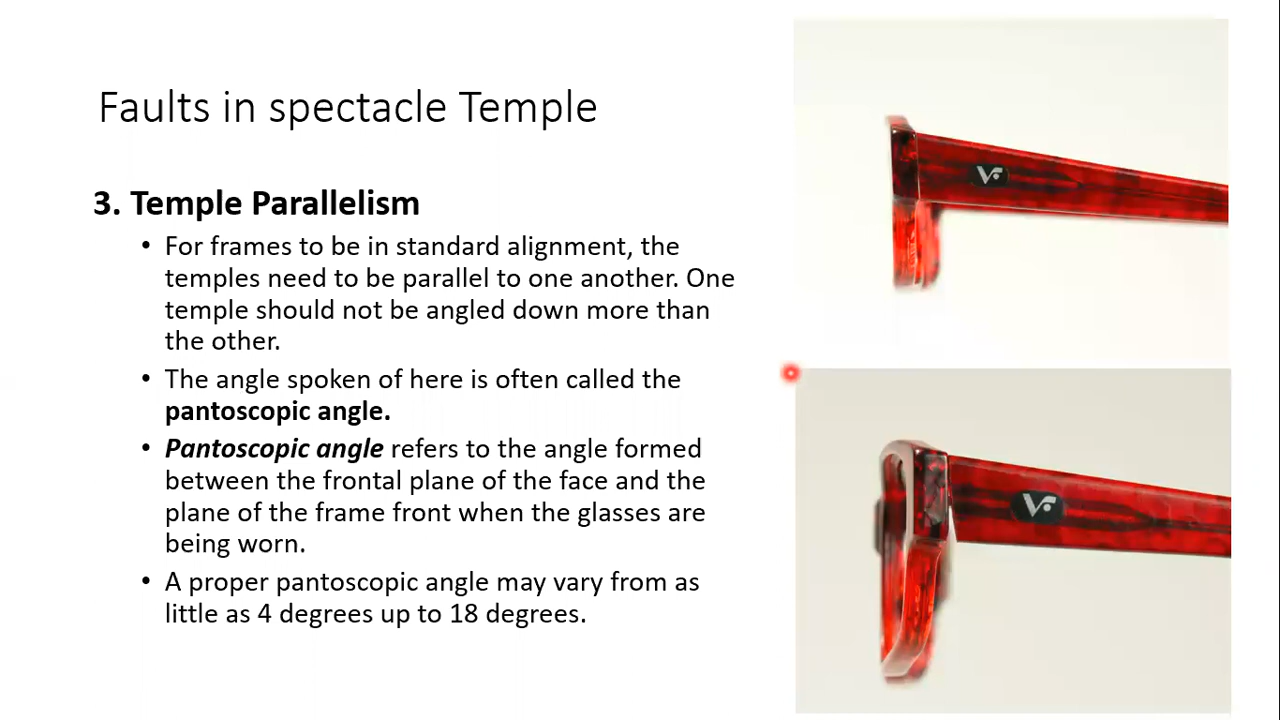 Faults in spectacle Temple
3. Temple Parallelism
• For frames to be in standard alignment, the
temples need to be parallel to one another. One
temple should not be angled down more than
the other.
• The angle spoken of here is often called the
pantoscopic angle.
• Pantoscopic angle refers to the angle formed
between the frontal plane of the face and the
plane of the frame front when the glasses are
being worn.
• A proper pantoscopic angle may vary from as
little as 4 degrees up to 18 degrees.